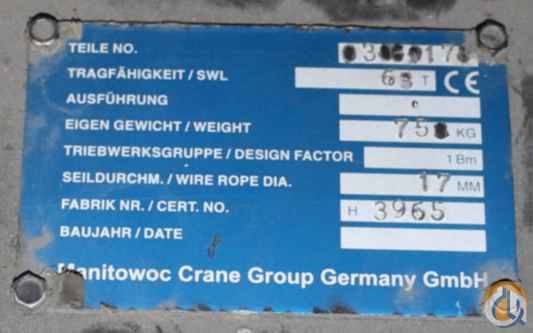 TEILE NO.
TRAGFÄHIGKEIT / SWL T CE
AUSFÜHRUNG
EIGEN GEWICHT / WEIGHT KG
TRIEBWERKSGRUPPE / DESIGN FACTOR 1 Bm
SEILDURCHM. / WIRE ROPE DIA. 17 MM
FABRIK NR. / CERT. NO. H 3965
BAUJAHR / DATE
Manitowoc Crane Group Germany GmbH